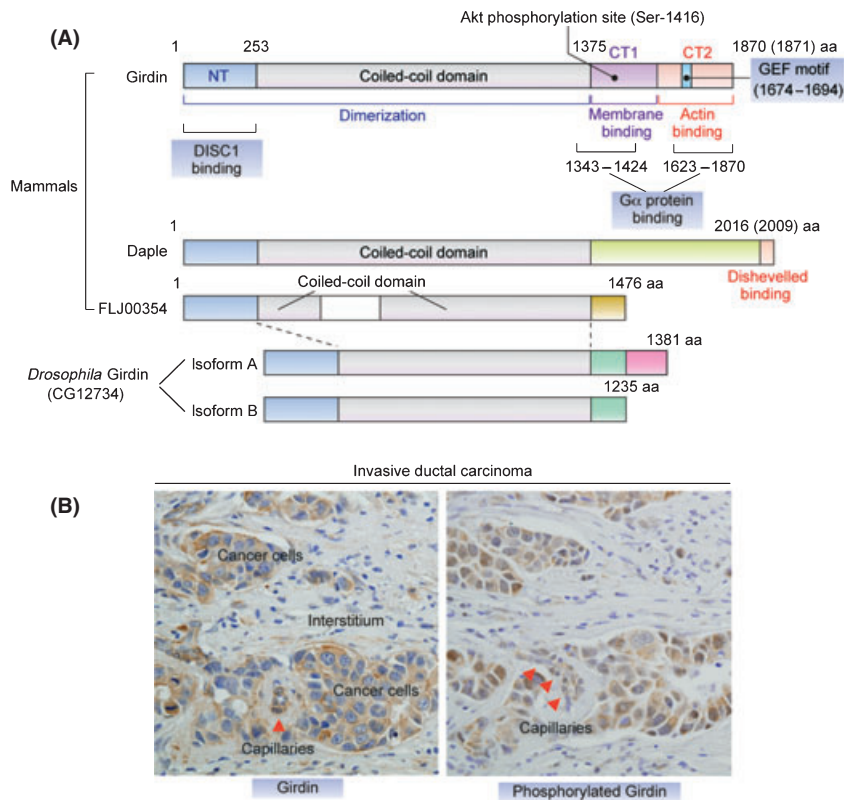 (A)
Akt phosphorylation site (Ser-1416)
1
253
1375
CT1
CT2
1870 (1871) aa
Girdin
NT
Coiled-coil domain
GEF motif
(1674–1694)
Dimerization
Membrane
binding
Actin
binding
DISC1
binding
1343–1424
1623–1870
Mammals
Gα protein
binding
1
2016 (2009) aa
Daple
Coiled-coil domain
Dishevelled
binding
1
Coiled-coil domain
1476 aa
FLJ00354
1381 aa
Isoform A
Drosophila Girdin
(CG12734)
1235 aa
Isoform B
Invasive ductal carcinoma
(B)
Cancer cells
Interstitium
Cancer cells
Capillaries
Capillaries
Girdin
Phosphorylated Girdin